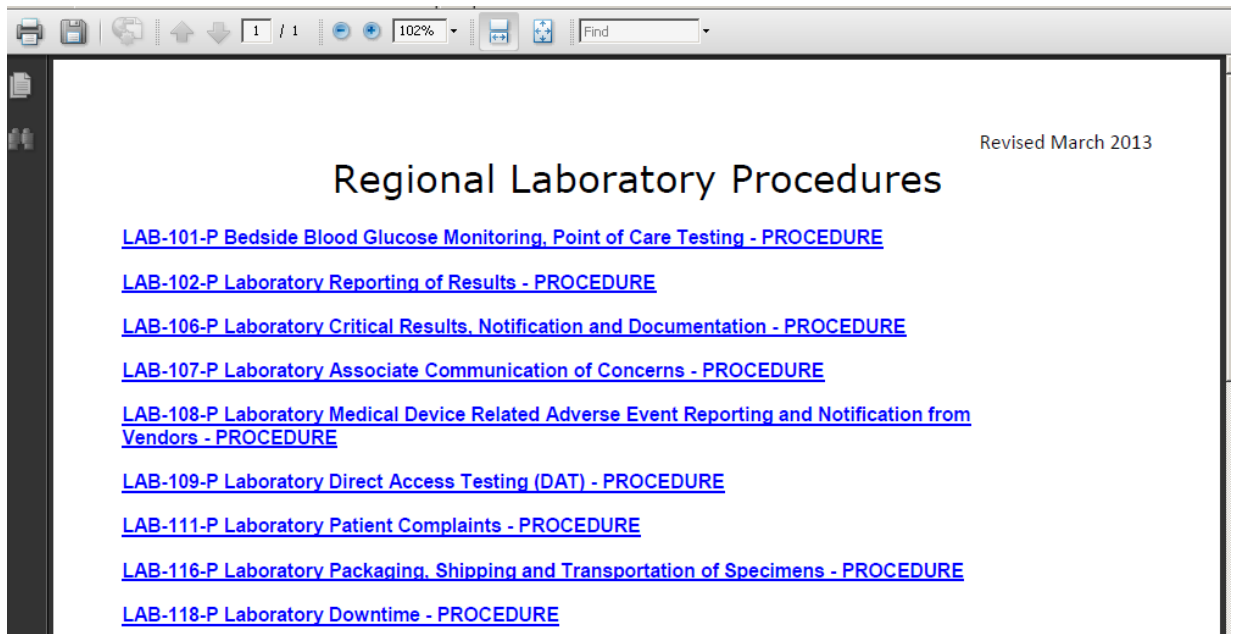 1 / 1 102% Find
Revised March 2013
Regional Laboratory Procedures
LAB-101-P Bedside Blood Glucose Monitoring, Point of Care Testing - PROCEDURE
LAB-102-P Laboratory Reporting of Results - PROCEDURE
LAB-106-P Laboratory Critical Results, Notification and Documentation - PROCEDURE
LAB-107-P Laboratory Associate Communication of Concerns - PROCEDURE
LAB-108-P Laboratory Medical Device Related Adverse Event Reporting and Notification from
Vendors - PROCEDURE
LAB-109-P Laboratory Direct Access Testing (DAT) - PROCEDURE
LAB-111-P Laboratory Patient Complaints - PROCEDURE
LAB-116-P Laboratory Packaging, Shipping and Transportation of Specimens - PROCEDURE
LAB-118-P Laboratory Downtime - PROCEDURE